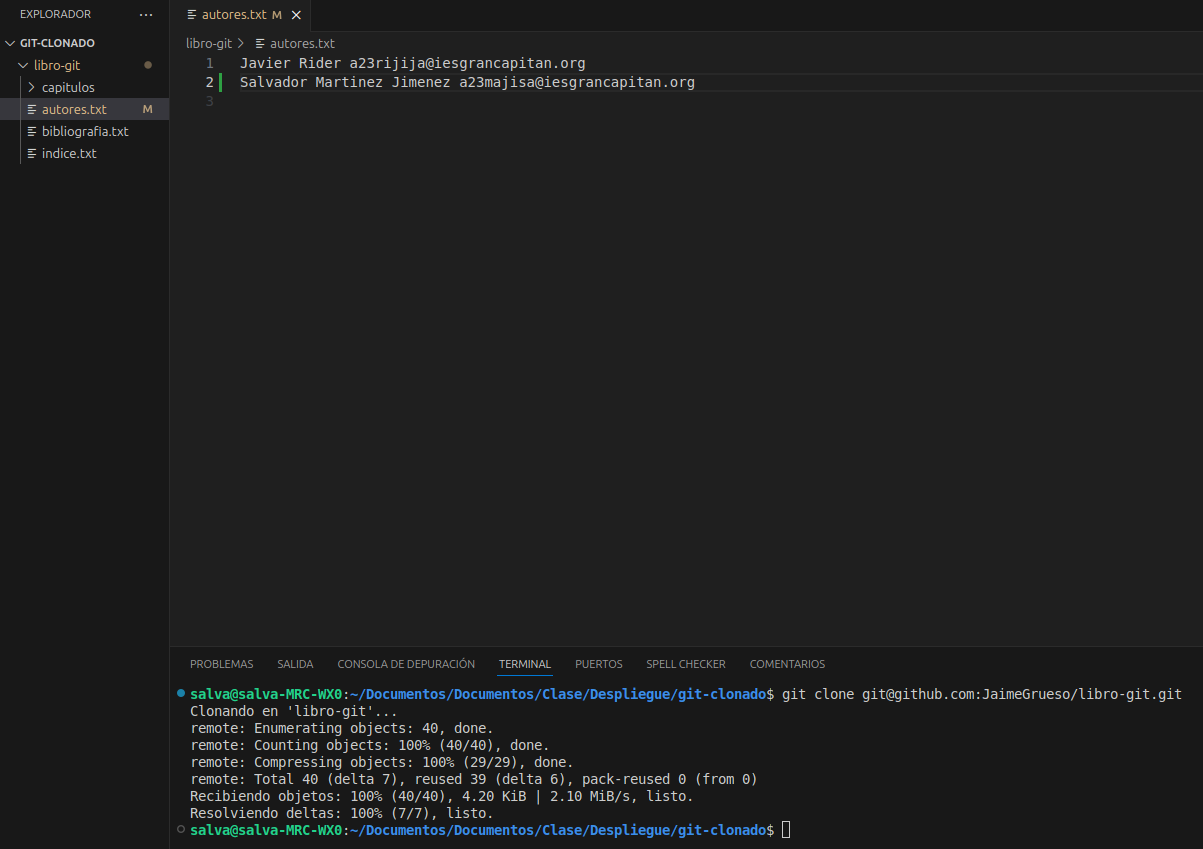 EXPLORADOR ···
GIT-CLONADO
libro-git
capitulos
autores.txt M
bibliografia.txt
indice.txt
autores.txt M
libro-git > autores.txt
1 Javier Rider a23rijija@iesgrancapitan.org
2 Salvador Martinez Jimenez a23majisa@iesgrancapitan.org
3
PROBLEMAS SALIDA CONSOLA DE DEPURACIÓN TERMINAL PUERTOS SPELL CHECKER COMENTARIOS
salva@salva-MRC-WX0:~/Documentos/Documentos/Clase/Despliegue/git-clonado$ git clone git@github.com:JaimeGrueso/libro-git.git
Clonando en 'libro-git'...
remote: Enumerating objects: 40, done.
remote: Counting objects: 100% (40/40), done.
remote: Compressing objects: 100% (29/29), done.
remote: Total 40 (delta 7), reused 39 (delta 6), pack-reused 0 (from 0)
Recibiendo objetos: 100% (40/40), 4.20 KiB | 2.10 MiB/s, listo.
Resolviendo deltas: 100% (7/7), listo.
salva@salva-MRC-WX0:~/Documentos/Documentos/Clase/Despliegue/git-clonado$